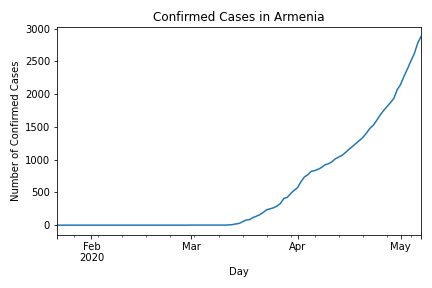 Confirmed Cases in Armenia
Number of Confirmed Cases
3000
2500
2000
1500
1000
500
0
Feb
2020
Mar
Apr
May
Day